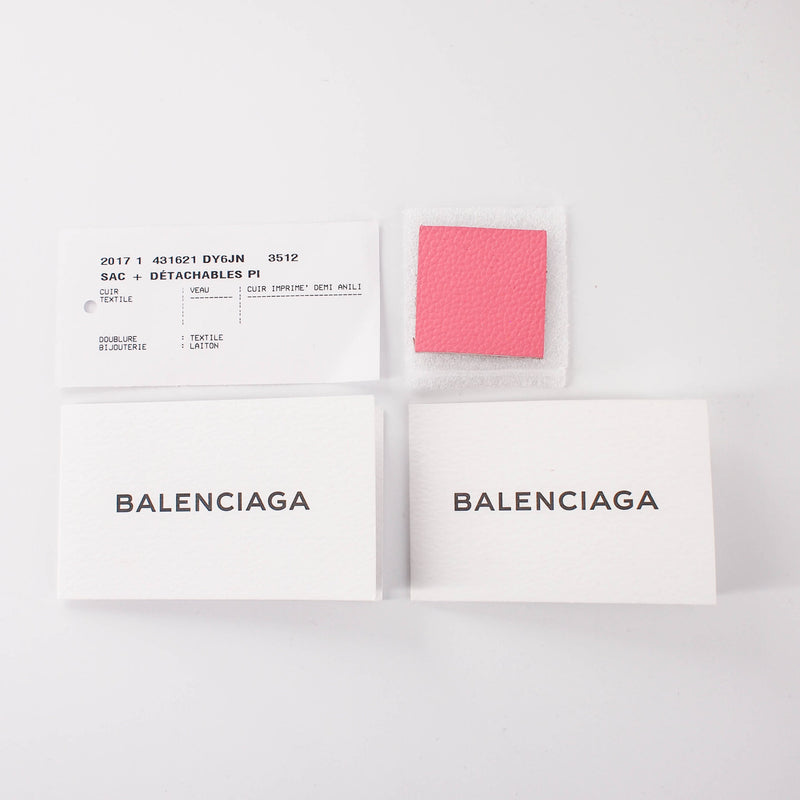 2017 1 431621 DY6JN 3512
SAC + DÉTACHABLES PI
CUIR : VEAU : CUIR IMPRIME' DEMI ANILI
TEXTILE
DOUBLURE : TEXTILE
BIJOUTERIE : LAITON
BALENCIAGA
BALENCIAGA